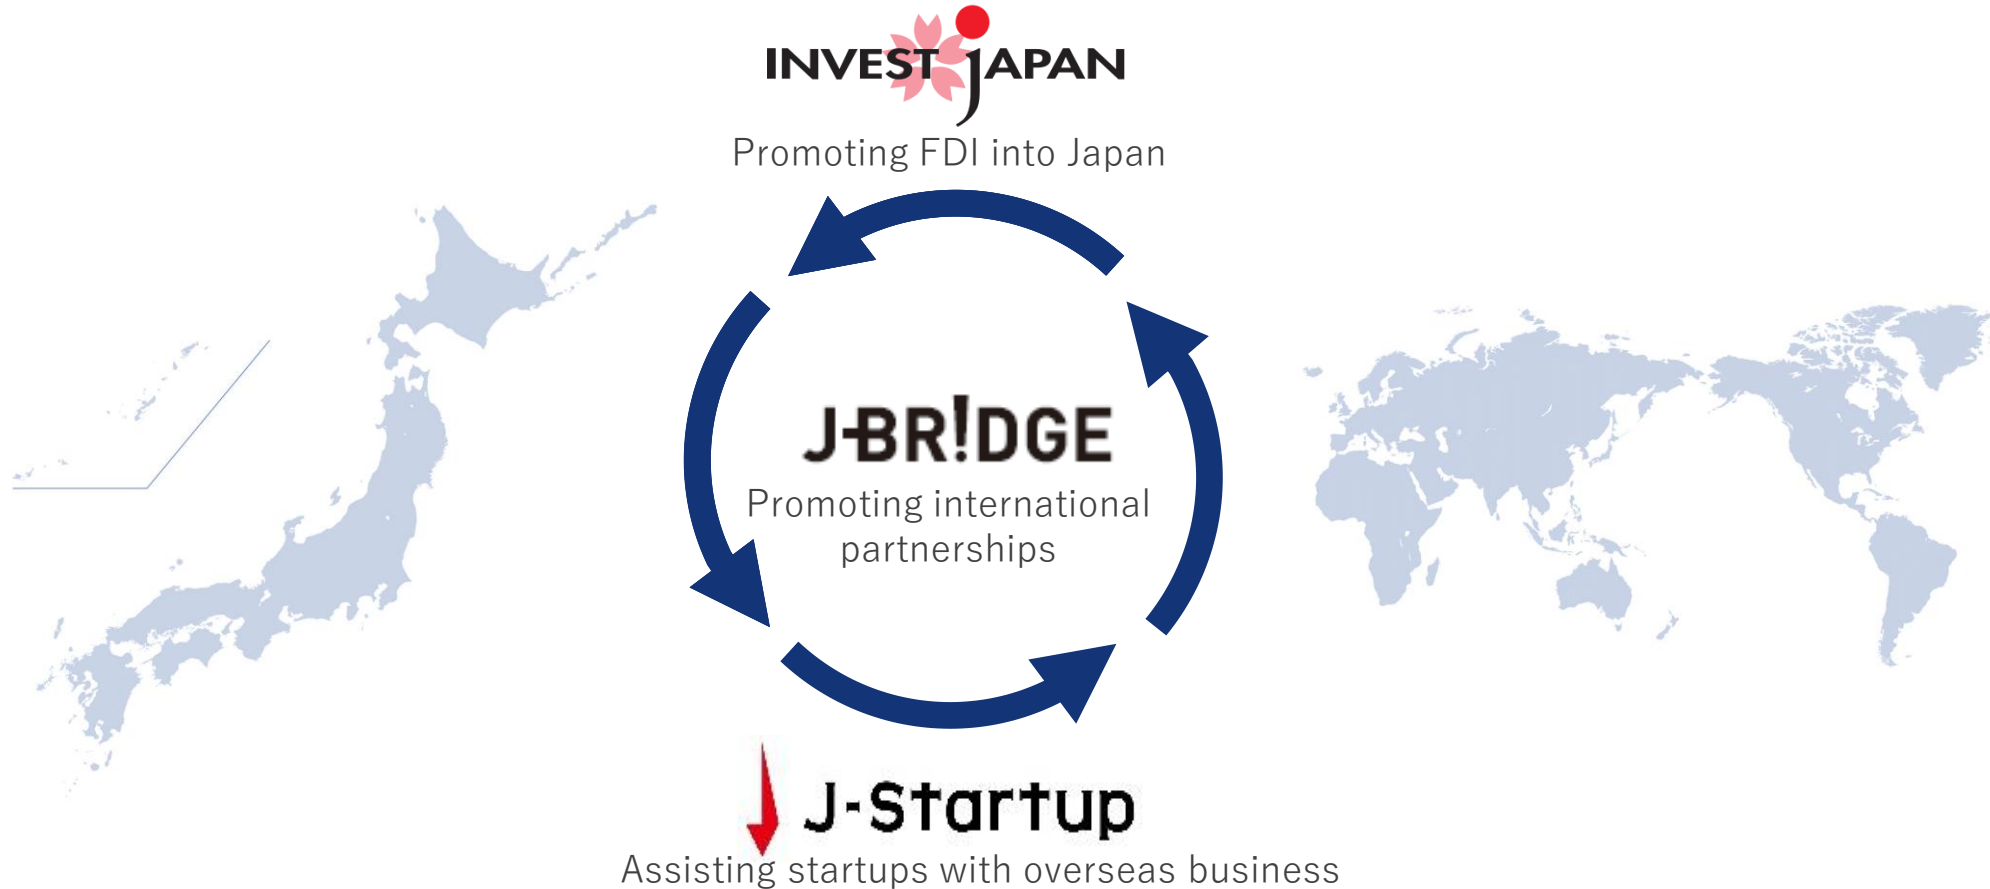 INVEST JAPAN
Promoting FDI into Japan
J-BR!DGE
Promoting international
partnerships
J-Startup
Assisting startups with overseas business